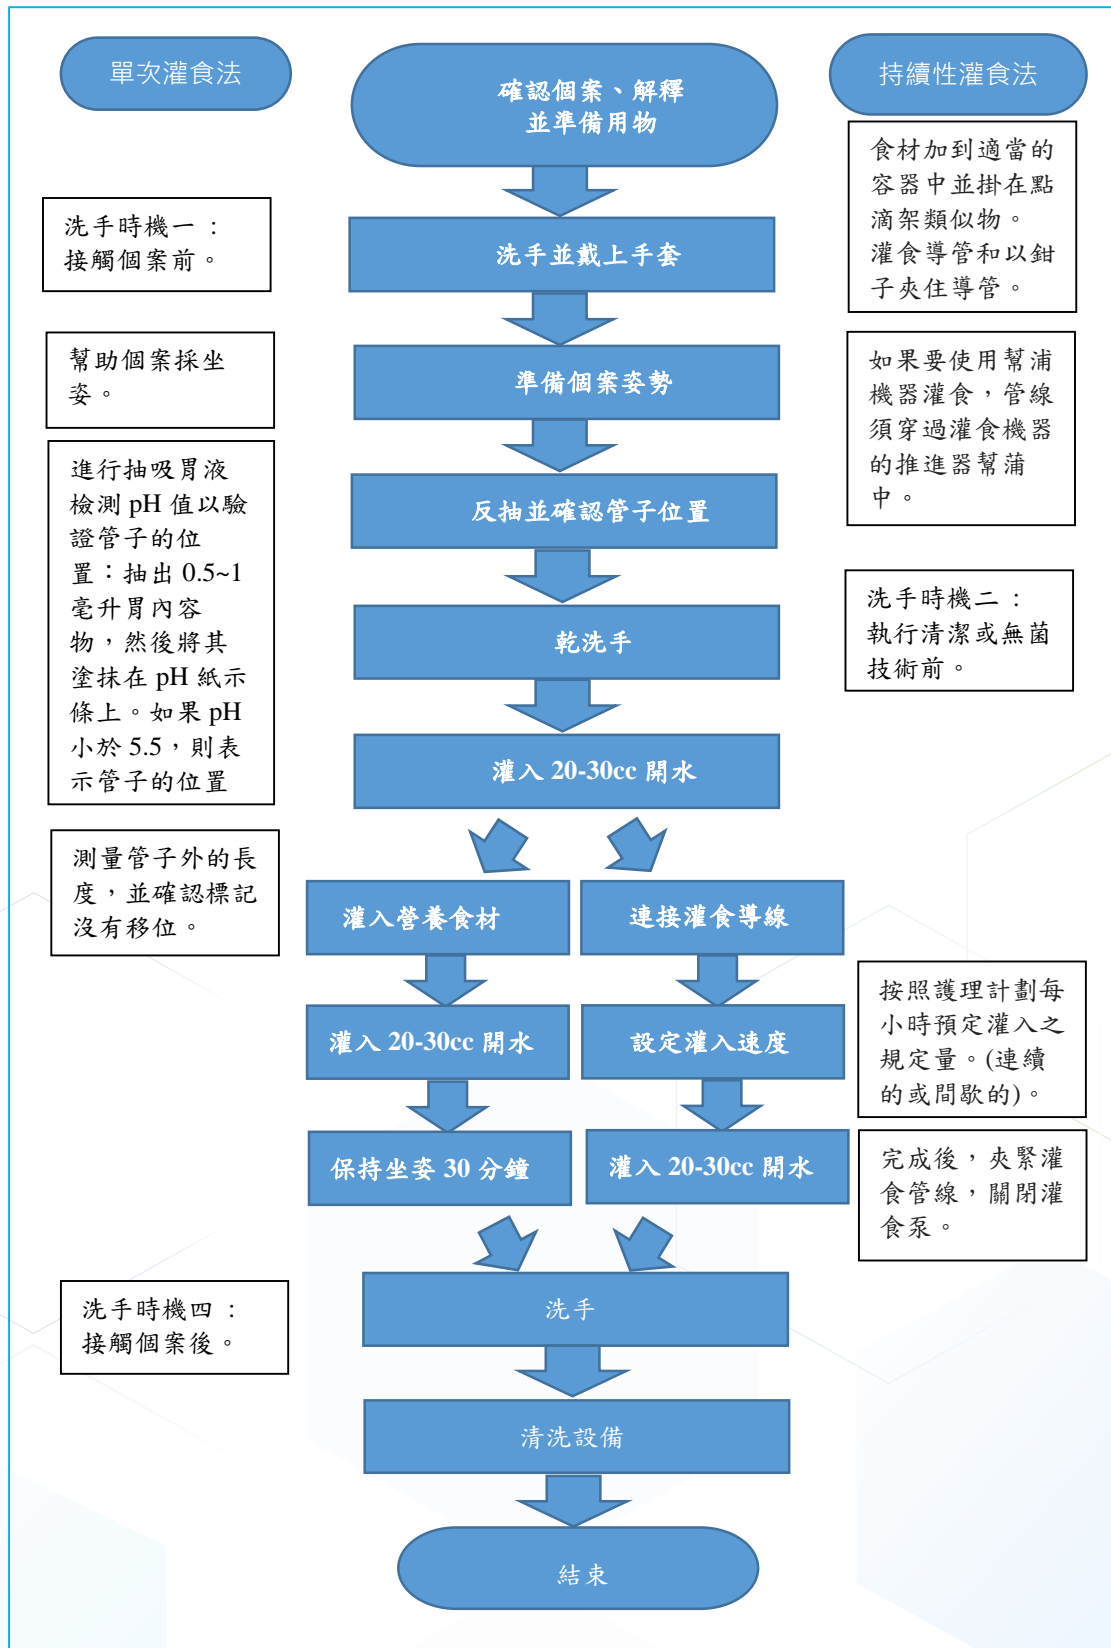 單次灌食法
確認個案、解釋
並準備用物
持續性灌食法
食材加到適當的
容器中並掛在點
滴架類似物。
灌食導管和以鉗
子夾住導管。
洗手時機一：
接觸個案前。
洗手並戴上手套
幫助個案採坐
姿。
準備個案姿勢
如果要使用幫浦
機器灌食，管線
須穿過灌食機器
的推進器幫蒲
中。
進行抽吸胃液
檢測 pH 值以驗
證管子的位
置：抽出 0.5~1
毫升胃內容
物，然後將其
塗抹在 pH 紙示
條上。如果 pH
小於 5.5，則表
示管子的位置
反抽並確認管子位置
乾洗手
洗手時機二：
執行清潔或無菌
技術前。
灌入 20-30cc 開水
測量管子外的長
度，並確認標記
沒有移位。
灌入營養食材
連接灌食導線
灌入 20-30cc 開水
設定灌入速度
按照護理計劃每
小時預定灌入之
規定量。(連續
的或間歇的)。
保持坐姿 30 分鐘
灌入 20-30cc 開水
完成後，夾緊灌
食管線，關閉灌
食泵。
洗手時機四：
接觸個案後。
洗手
清洗設備
結束